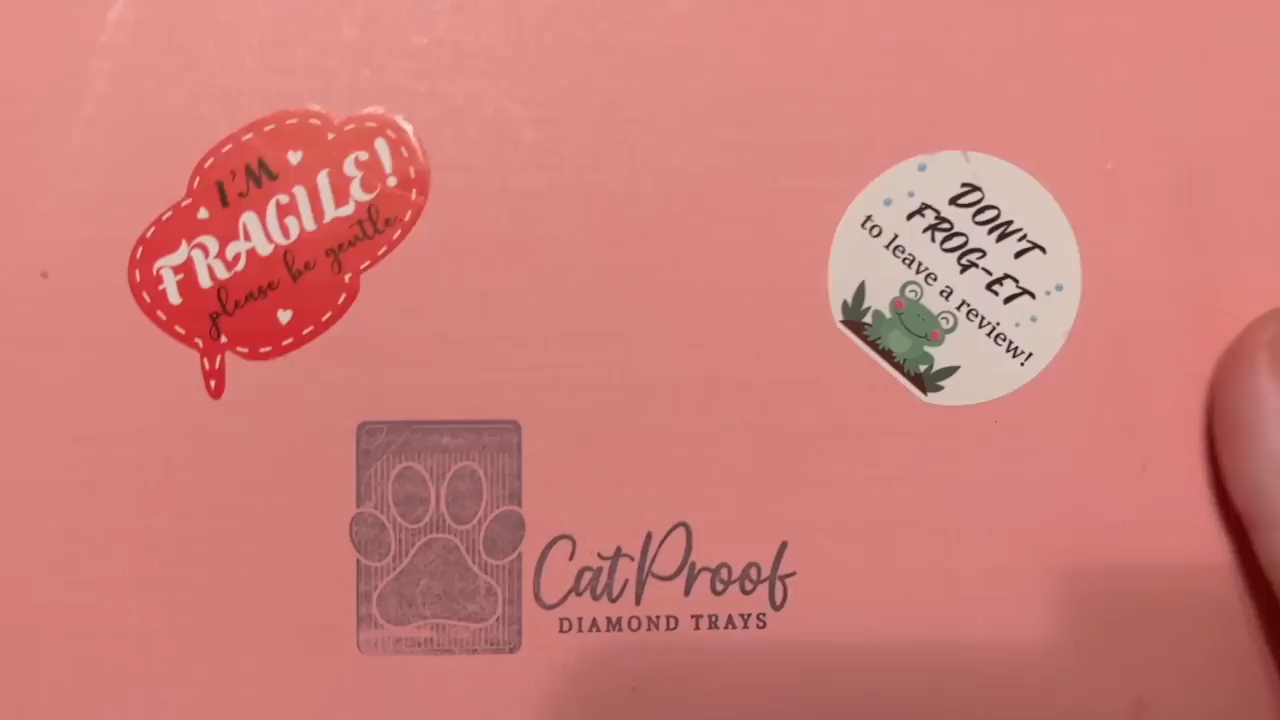 I'M
FRAGILE!
please be gentle
DON'T
FROG-ET
to leave a review!
CatProof
DIAMOND TRAYS